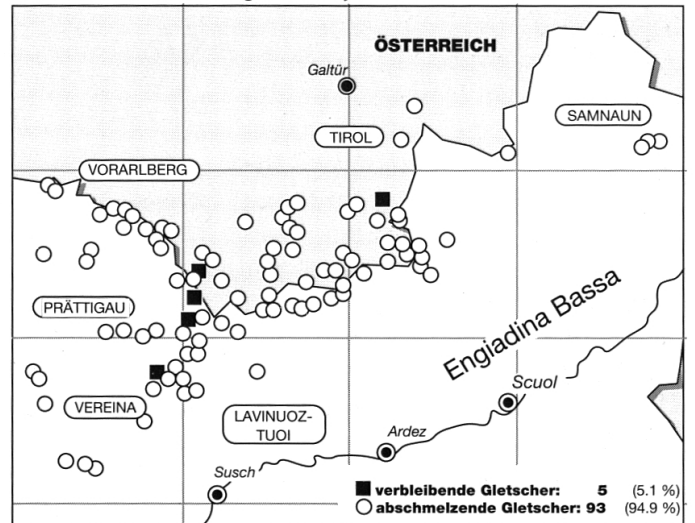 ÖSTERREICH
Galtür
SAMNAUN
TIROL
VORARLBERG
PRÄTTIGAU
Engiadina Bassa
Scuol
VEREINA
LAVINUOZ-
TUOI
Ardez
Susch
verbleibende Gletscher: 5 (5.1 %)
abschmelzende Gletscher: 93 (94.9 %)